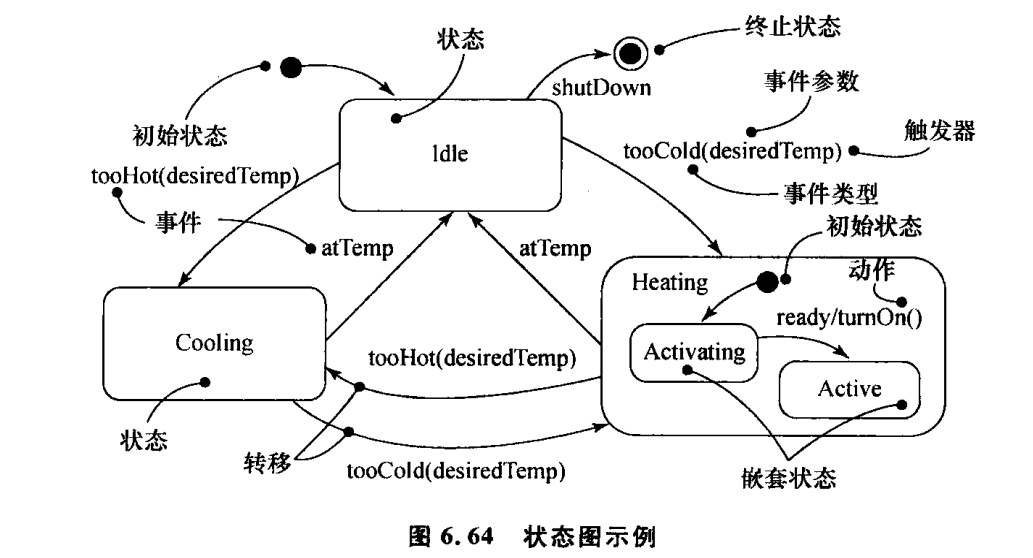 状态
终止状态
shutDown
事件参数
初始状态
Idle
tooCold(desiredTemp)
触发器
tooHot(desiredTemp)
事件类型
事件
atTemp
atTemp
初始状态
Heating
动作
ready/turnOn()
Cooling
tooHot(desiredTemp)
Activating
Active
状态
转移
tooCold(desiredTemp)
嵌套状态
图 6.64 状态图示例